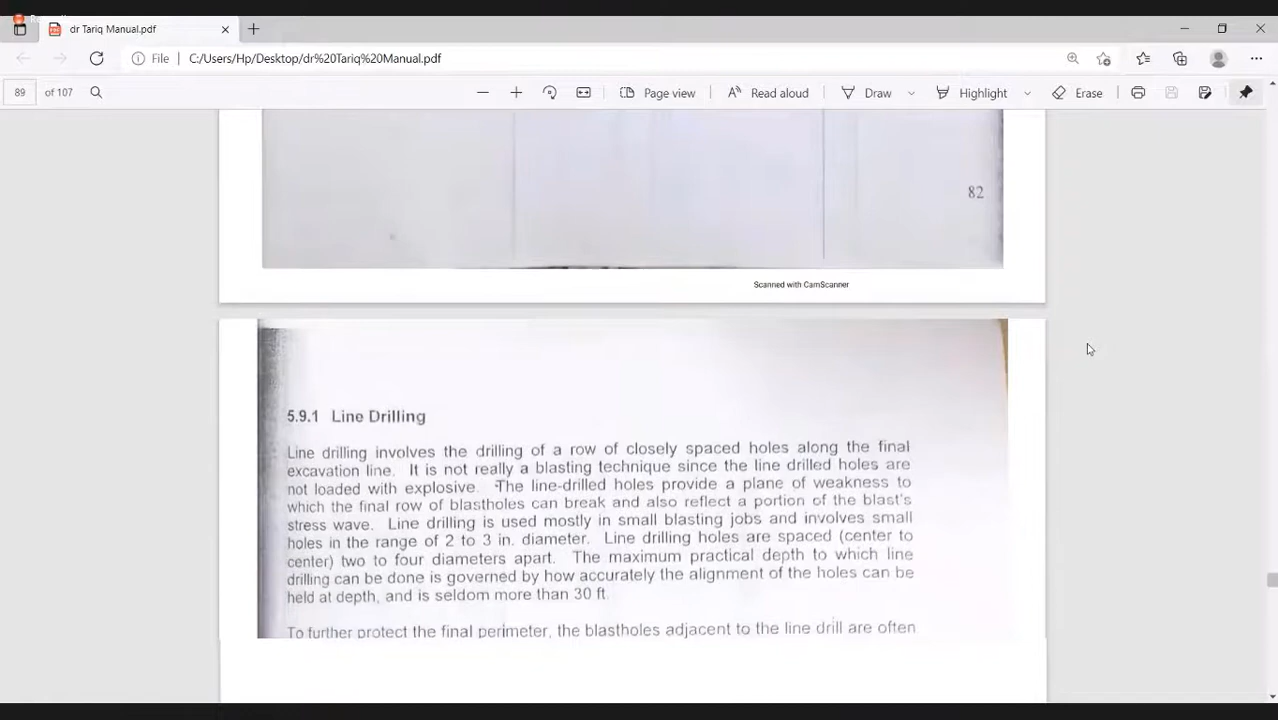 dr Tariq Manual.pdf
File C:/Users/Hp/Desktop/dr%20Tariq%20Manual.pdf
89 of 107 Page view Read aloud Draw Highlight Erase
82
Scanned with CamScanner
5.9.1 Line Drilling
Line drilling involves the drilling of a row of closely spaced holes along the final
excavation line. It is not really a blasting technique since the line drilled holes are
not loaded with explosive. The line-drilled holes provide a plane of weakness to
which the final row of blastholes can break and also reflect a portion of the blast's
stress wave. Line drilling is used mostly in small blasting jobs and involves small
holes in the range of 2 to 3 in. diameter. Line drilling holes are spaced (center to
center) two to four diameters apart. The maximum practical depth to which line
drilling can be done is governed by how accurately the alignment of the holes can be
held at depth, and is seldom more than 30 ft.
To further protect the final perimeter, the blastholes adjacent to the line drill are often